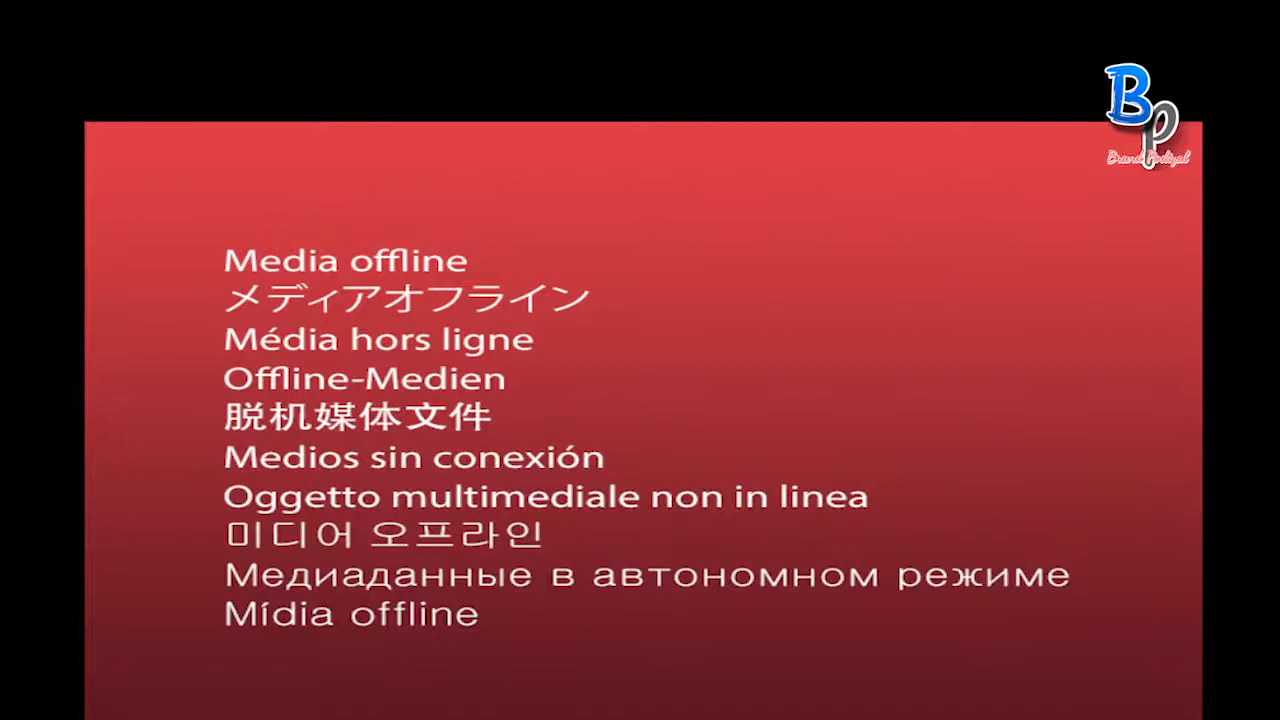 BP
Brand Podizal
Media offline
メディアオフライン
Média hors ligne
Offline-Medien
脱机媒体文件
Medios sin conexión
Oggetto multimediale non in linea
미디어 오프라인
Медиаданные в автономном режиме
Mídia offline